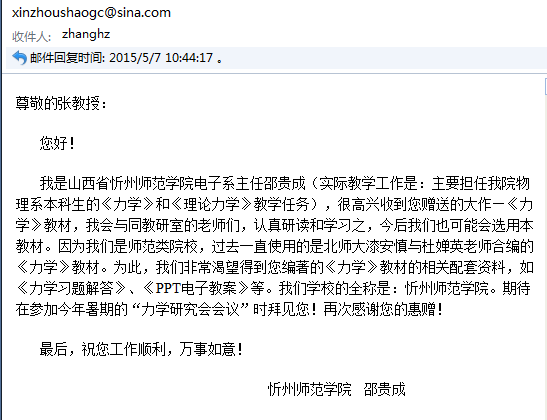 xinzhoushaogc@sina.com
收件人: zhanghz
邮件回复时间: 2015/5/7 10:44:17 。
尊敬的张教授:
您好!
我是山西省忻州师范学院电子系主任邵贵成(实际教学工作是:主要担任我院物
理系本科生的《力学》和《理论力学》教学任务),很高兴收到您赠送的大作—《力
学》教材,我会与同教研室的老师们,认真研读和学习之,今后我们也可能会选用本
教材。因为我们是师范类院校,过去一直使用的是北师大漆安慎与杜婵英老师合编的
《力学》教材。为此,我们非常渴望得到您编著的《力学》教材的相关配套资料,如
《力学习题解答》、《PPT电子教案》等。我们学校的全称是:忻州师范学院。期待
在参加今年暑期的“力学研究会会议”时拜见您!再次感谢您的惠赠!
最后,祝您工作顺利,万事如意!
忻州师范学院 邵贵成